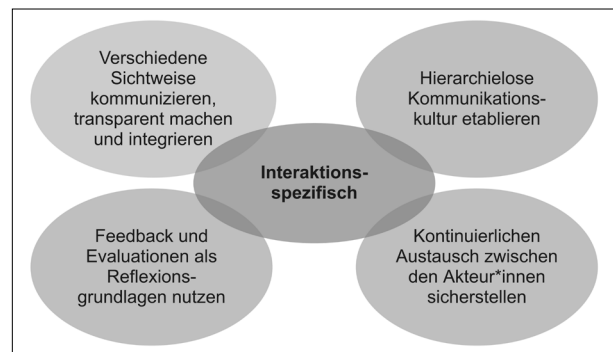 Verschiedene
Sichtweise
kommunizieren,
transparent machen
und integrieren
Hierarchielose
Kommunikations-
kultur etablieren
Interaktions-
spezifisch
Feedback und
Evaluationen als
Reflexions-
grundlagen nutzen
Kontinuierlichen
Austausch zwischen
den Akteur*innen
sicherstellen